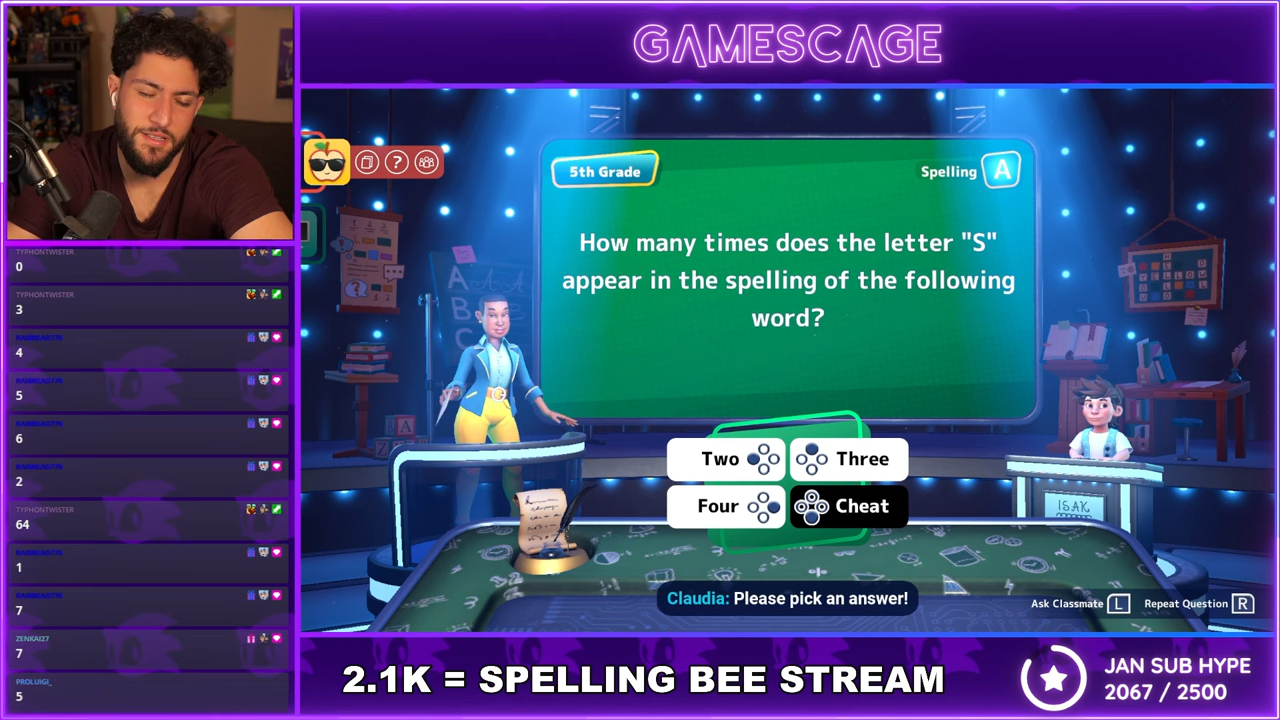 GAMESCAGE
5th Grade
Spelling A
How many times does the letter "S"
appear in the spelling of the following
word?
Two
Three
Four
Cheat
Claudia: Please pick an answer!
Ask Classmate L
Repeat Question R
ISAK
A
B
C
TYPHONTWISTER
0
TYPHONTWISTER
3
4
5
6
2
TYPHONTWISTER
64
1
7
ZENKAI27
7
PROLUIGI_
5
2.1K = SPELLING BEE STREAM
JAN SUB HYPE
2067 / 2500